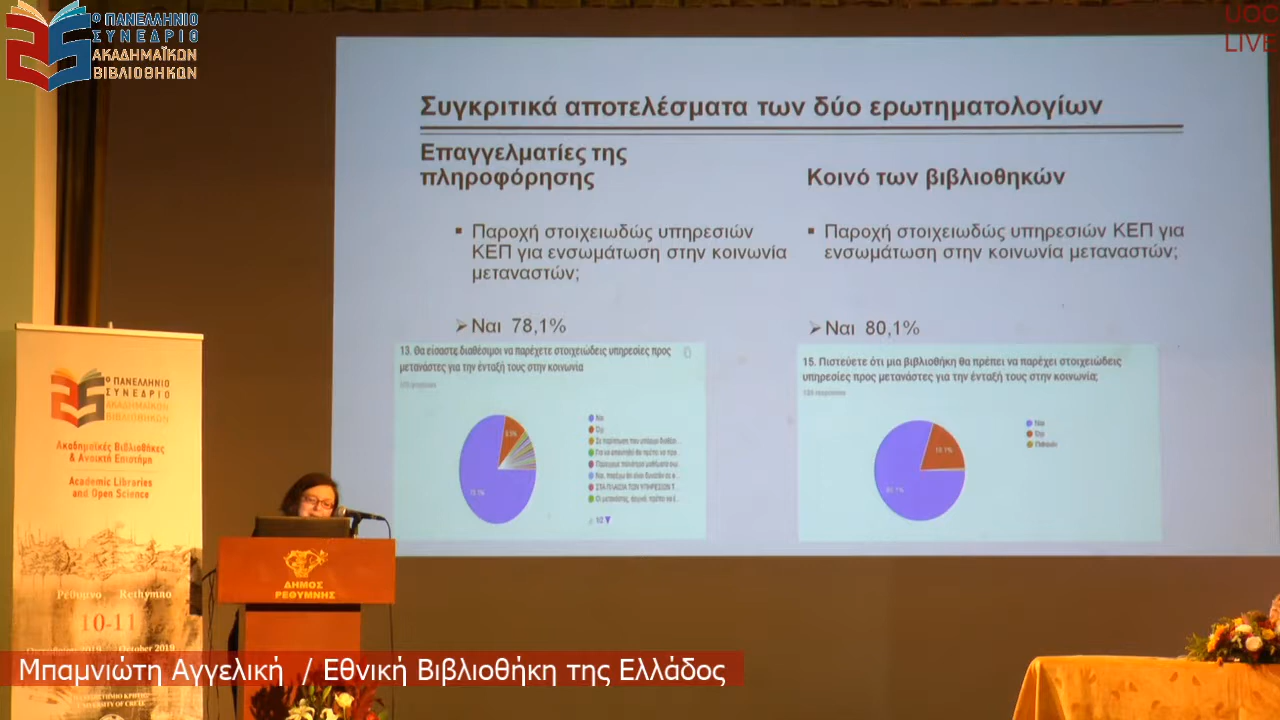 25ο ΠΑΝΕΛΛΗΝΙΟ
ΣΥΝΕΔΡΙΟ
ΑΚΑΔΗΜΑΪΚΩΝ
ΒΙΒΛΙΟΘΗΚΩΝ
UOC
LIVE
Συγκριτικά αποτελέσματα των δύο ερωτηματολογίων
Επαγγελματίες της
πληροφόρησης
Παροχή στοιχειωδώς υπηρεσιών
ΚΕΠ για ενσωμάτωση στην κοινωνία
μεταναστών;
Ναι 78,1%
13. Θα είσαστε διαθέσιμοι να παρέχετε στοιχειώδεις υπηρεσίες προς
μετανάστες για την ένταξή τους στην κοινωνία
Ναι
Όχι
Κοινό των βιβλιοθηκών
Παροχή στοιχειωδώς υπηρεσιών ΚΕΠ για
ενσωμάτωση στην κοινωνία μεταναστών;
Ναι 80,1%
15. Πιστεύετε ότι μια βιβλιοθήκη θα πρέπει να παρέχει στοιχειώδεις
υπηρεσίες προς μετανάστες για την ένταξή τους στην κοινωνία;
Ναι
Όχι
25ο ΠΑΝΕΛΛΗΝΙΟ
ΣΥΝΕΔΡΙΟ
ΑΚΑΔΗΜΑΪΚΩΝ
ΒΙΒΛΙΟΘΗΚΩΝ
Ακαδημαϊκές Βιβλιοθήκες
& Ανοικτή Επιστήμη
Academic Libraries
and Open Science
Ρέθυμνο Rethymno
10-11
October 2019
ΔΗΜΟΣ
ΡΕΘΥΜΝΗΣ
Μπαμνιώτη Αγγελική / Εθνική Βιβλιοθήκη της Ελλάδος